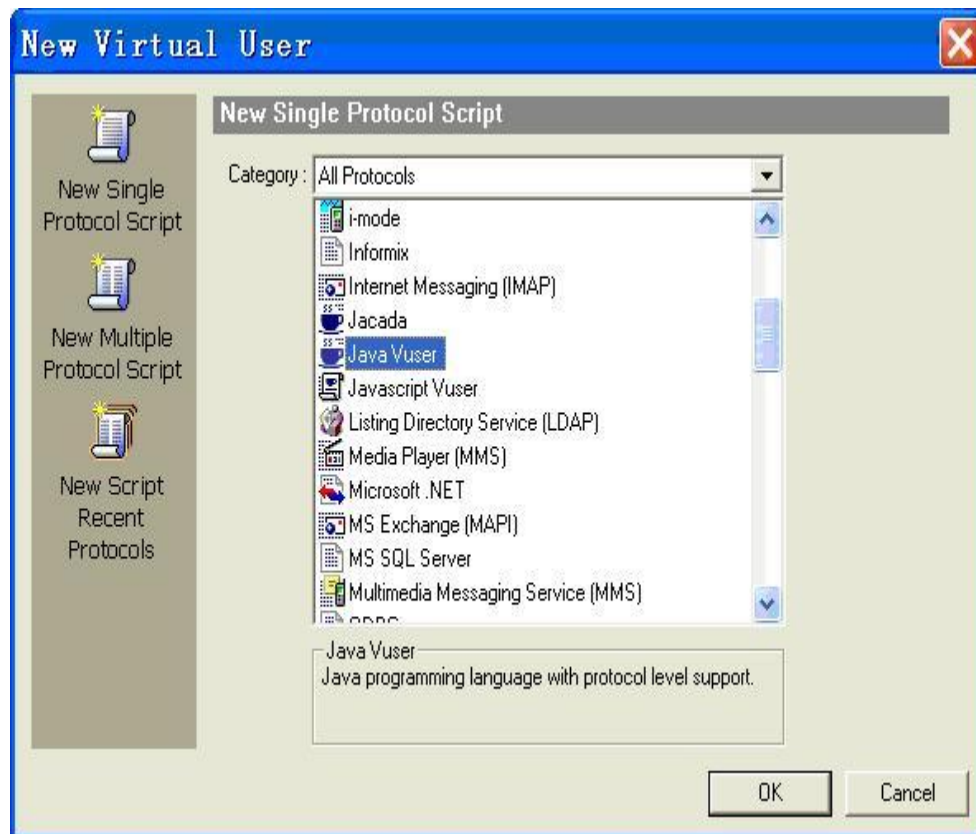 New Virtual User
New Single
Protocol Script
New Multiple
Protocol Script
New Script
Recent
Protocols
New Single Protocol Script
Category : All Protocols
i-mode
Informix
Internet Messaging (IMAP)
Jacada
Java Vuser
Javascript Vuser
Listing Directory Service (LDAP)
Media Player (MMS)
Microsoft .NET
MS Exchange (MAPI)
MS SQL Server
Multimedia Messaging Service (MMS)
Java Vuser
Java programming language with protocol level support.
OK
Cancel